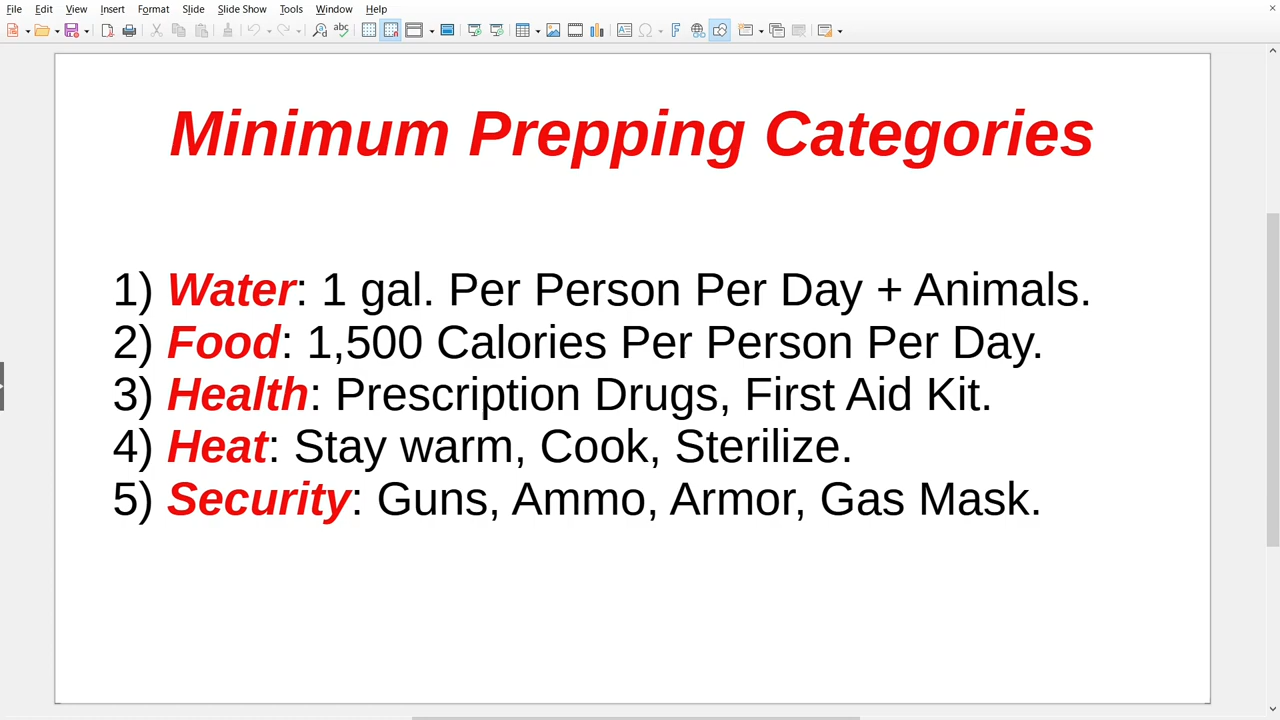 File Edit View Insert Format Slide Slide Show Tools Window Help
Minimum Prepping Categories
1) Water: 1 gal. Per Person Per Day + Animals.
2) Food: 1,500 Calories Per Person Per Day.
3) Health: Prescription Drugs, First Aid Kit.
4) Heat: Stay warm, Cook, Sterilize.
5) Security: Guns, Ammo, Armor, Gas Mask.